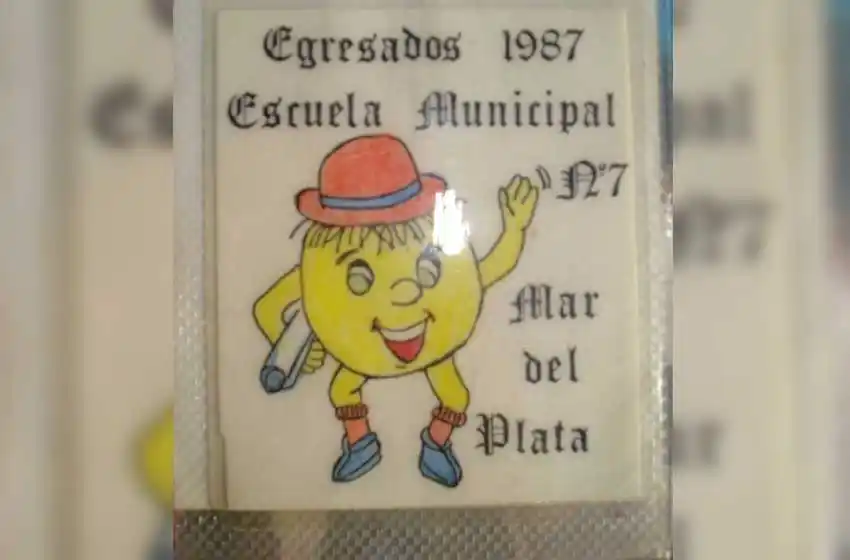 Egresados 1987
Escuela Municipal
Nº7
Mar
del
Plata